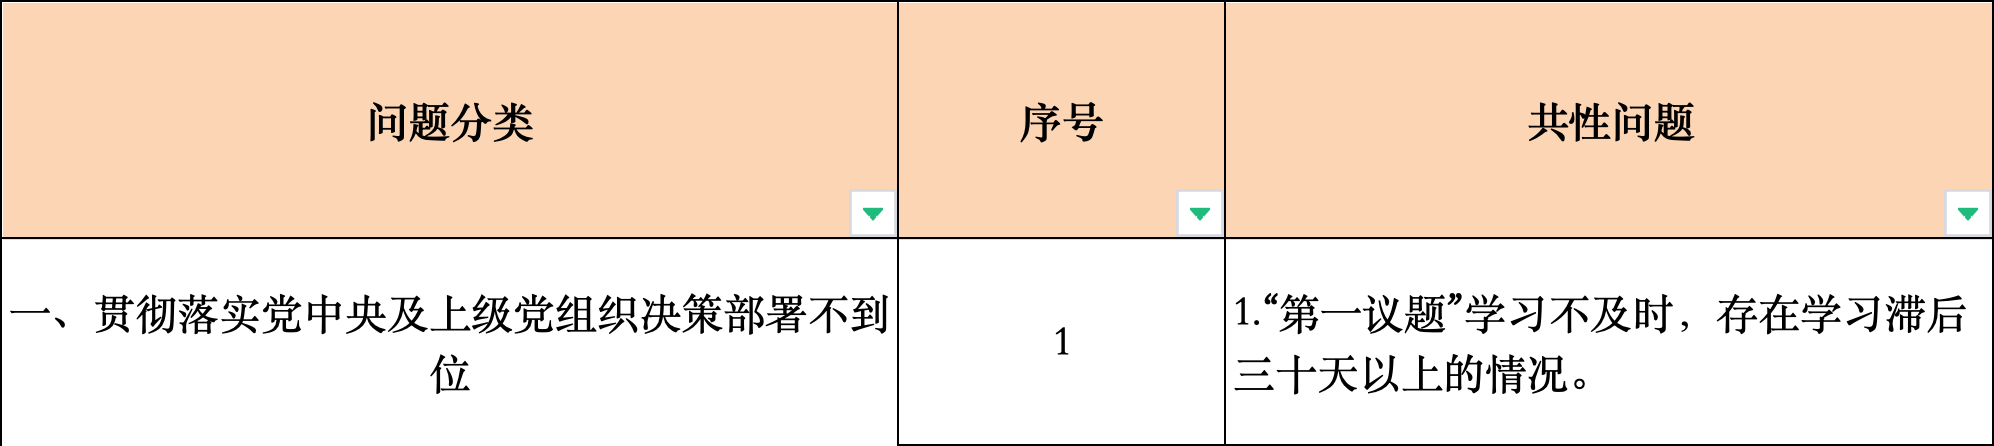 问题分类
序号
共性问题
一、贯彻落实党中央及上级党组织决策部署不到
位
1
1.“第一议题”学习不及时，存在学习滞后
三十天以上的情况。